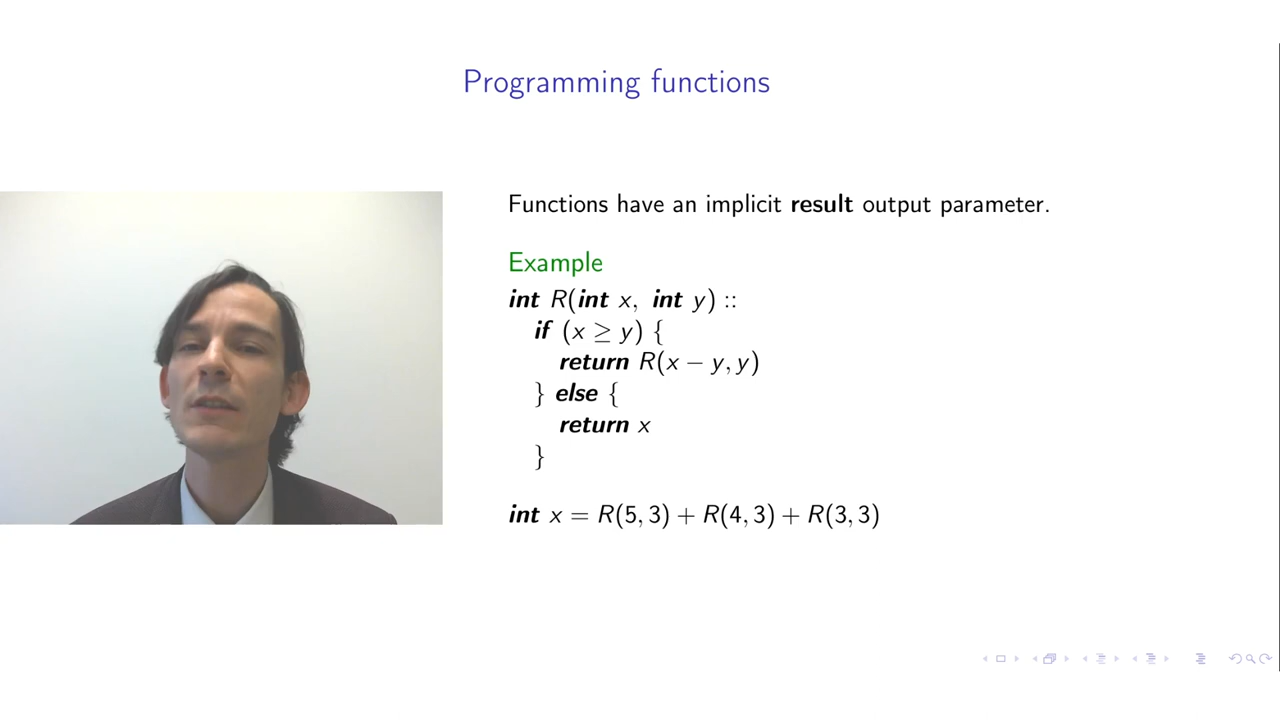 Programming functions
Functions have an implicit result output parameter.
Example
int R(int x, int y) ::
if (x ≥ y) {
return R(x − y, y)
} else {
return x
}
int x = R(5, 3) + R(4, 3) + R(3, 3)